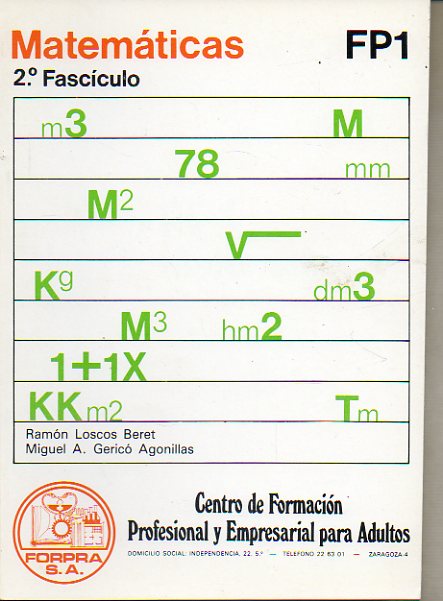 Matemáticas FP1
2.º Fascículo
m3 M
78 mm
M2
√
Kg dm3
M3 hm2
1+1X
KKm2 Tm
Ramón Loscos Beret
Miguel A. Gericó Agonillas
Centro de Formación
Profesional y Empresarial para Adultos
DOMICILIO SOCIAL: INDEPENDENCIA, 22, 5.º — TELEFONO 22 63 01 — ZARAGOZA-4
FORPRA
S.A.